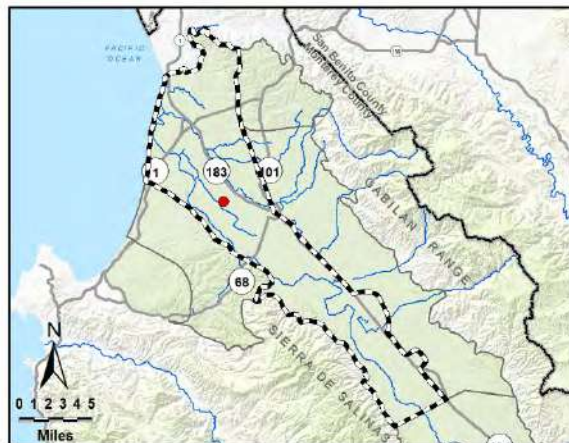 PACIFIC
OCEAN
1
San Benito County
Monterey County
1
183
101
GABILAN RANGE
68
SIERRA DE SALINAS
N
0 1 2 3 4 5
Miles